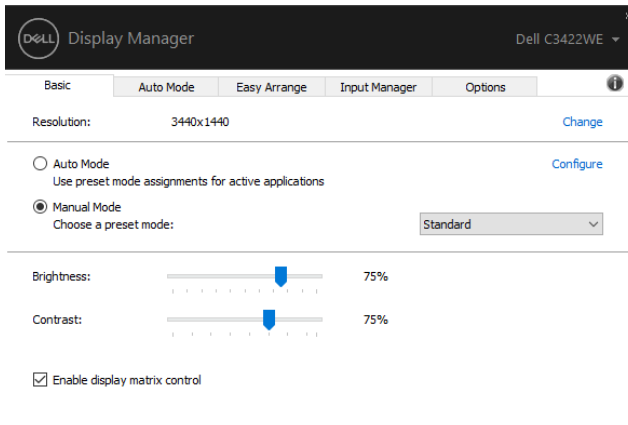 DELL Display Manager Dell C3422WE
Basic Auto Mode Easy Arrange Input Manager Options
Resolution: 3440x1440 Change
Auto Mode Configure
Use preset mode assignments for active applications
Manual Mode
Choose a preset mode: Standard
Brightness: 75%
Contrast: 75%
Enable display matrix control